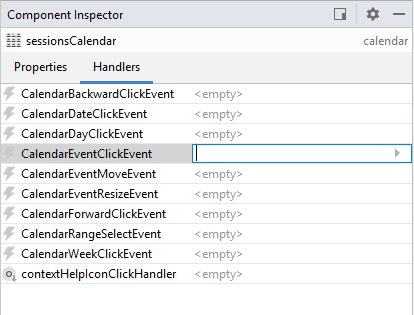 Component Inspector
sessionsCalendar calendar
Properties Handlers
CalendarBackwardClickEvent <empty>
CalendarDateClickEvent <empty>
CalendarDayClickEvent <empty>
CalendarEventClickEvent
CalendarEventMoveEvent <empty>
CalendarEventResizeEvent <empty>
CalendarForwardClickEvent <empty>
CalendarRangeSelectEvent <empty>
CalendarWeekClickEvent <empty>
contextHelpIconClickHandler <empty>